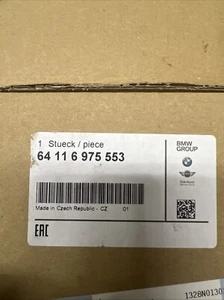 1 Stueck / piece
64 11 6 975 553
BMW
GROUP
Made in Czech Republic - CZ 01
EAC
1328N0130